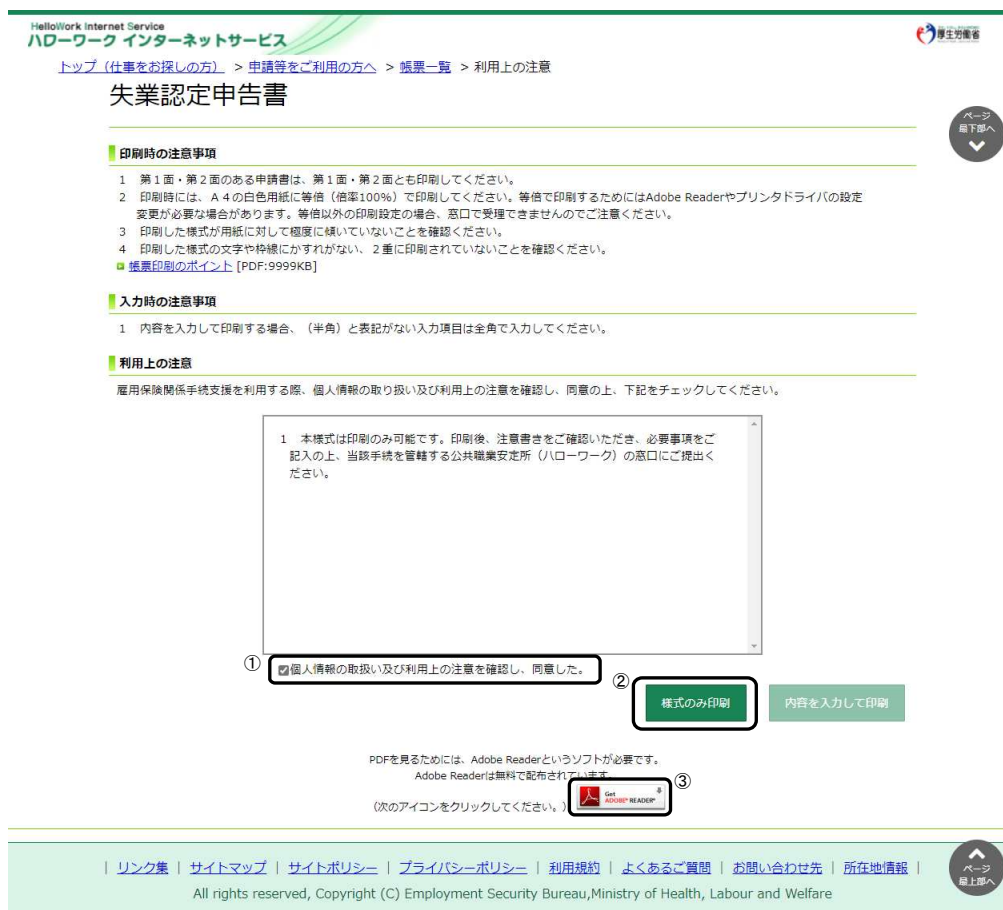 HelloWork Internet Service
ハローワーク インターネットサービス
厚生労働省
トップ（仕事をお探しの方） > 申請等をご利用の方へ > 帳票一覧 > 利用上の注意
失業認定申告書
ページ
最下部へ
印刷時の注意事項
1 第１面・第２面のある申請書は、第１面・第２面とも印刷してください。
2 印刷時には、Ａ４の白色用紙に等倍（倍率100%）で印刷してください。等倍で印刷するためにはAdobe Readerやプリンタドライバの設定
変更が必要な場合があります。等倍以外の印刷設定の場合、窓口で受理できませんのでご注意ください。
3 印刷した様式が用紙に対して極度に傾いていないことを確認ください。
4 印刷した様式の文字や枠線にかすれがない、２重に印刷されていないことを確認ください。
帳票印刷のポイント [PDF:9999KB]
入力時の注意事項
1 内容を入力して印刷する場合、（半角）と表記がない入力項目は全角で入力してください。
利用上の注意
雇用保険関係手続支援を利用する際、個人情報の取り扱い及び利用上の注意を確認し、同意の上、下記をチェックしてください。
1 本様式は印刷のみ可能です。印刷後、注意書きをご確認いただき、必要事項をご
記入の上、当該手続を管轄する公共職業安定所（ハローワーク）の窓口にご提出く
ださい。
①
個人情報の取扱い及び利用上の注意を確認し、同意した。
②
様式のみ印刷 内容を入力して印刷
PDFを見るためには、Adobe Readerというソフトが必要です。
Adobe Readerは無料で配布されています。
③
（次のアイコンをクリックしてください。） Get ADOBE® READER®
| リンク集 | サイトマップ | サイトポリシー | プライバシーポリシー | 利用規約 | よくあるご質問 | お問い合わせ先 | 所在地情報 |
All rights reserved, Copyright (C) Employment Security Bureau,Ministry of Health, Labour and Welfare
ページ
最上部へ